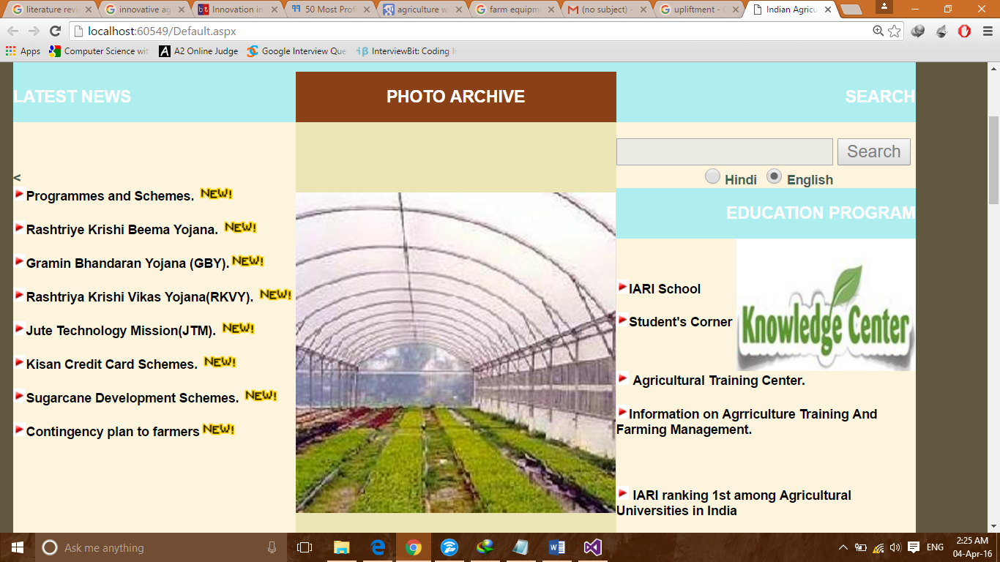 literature revi
innovative ag
Innovation in
50 Most Profi
agriculture w
farm equipme
(no subject) -
upliftment -
Indian Agricu
localhost:60549/Default.aspx
Apps
Computer Science wit
A2 Online Judge
Google Interview Que
InterviewBit: Coding I
LATEST NEWS
<
Programmes and Schemes. NEW!
Rashtriye Krishi Beema Yojana. NEW!
Gramin Bhandaran Yojana (GBY). NEW!
Rashtriya Krishi Vikas Yojana(RKVY). NEW!
Jute Technology Mission(JTM). NEW!
Kisan Credit Card Schemes. NEW!
Sugarcane Development Schemes. NEW!
Contingency plan to farmers NEW!
PHOTO ARCHIVE
SEARCH
Search
Hindi English
EDUCATION PROGRAM
Knowledge Center
IARI School
Student's Corner
Agricultural Training Center.
Information on Agrriculture Training And
Farming Management.
IARI ranking 1st among Agricultural
Universities in India
Ask me anything
ENG
2:25 AM
04-Apr-16